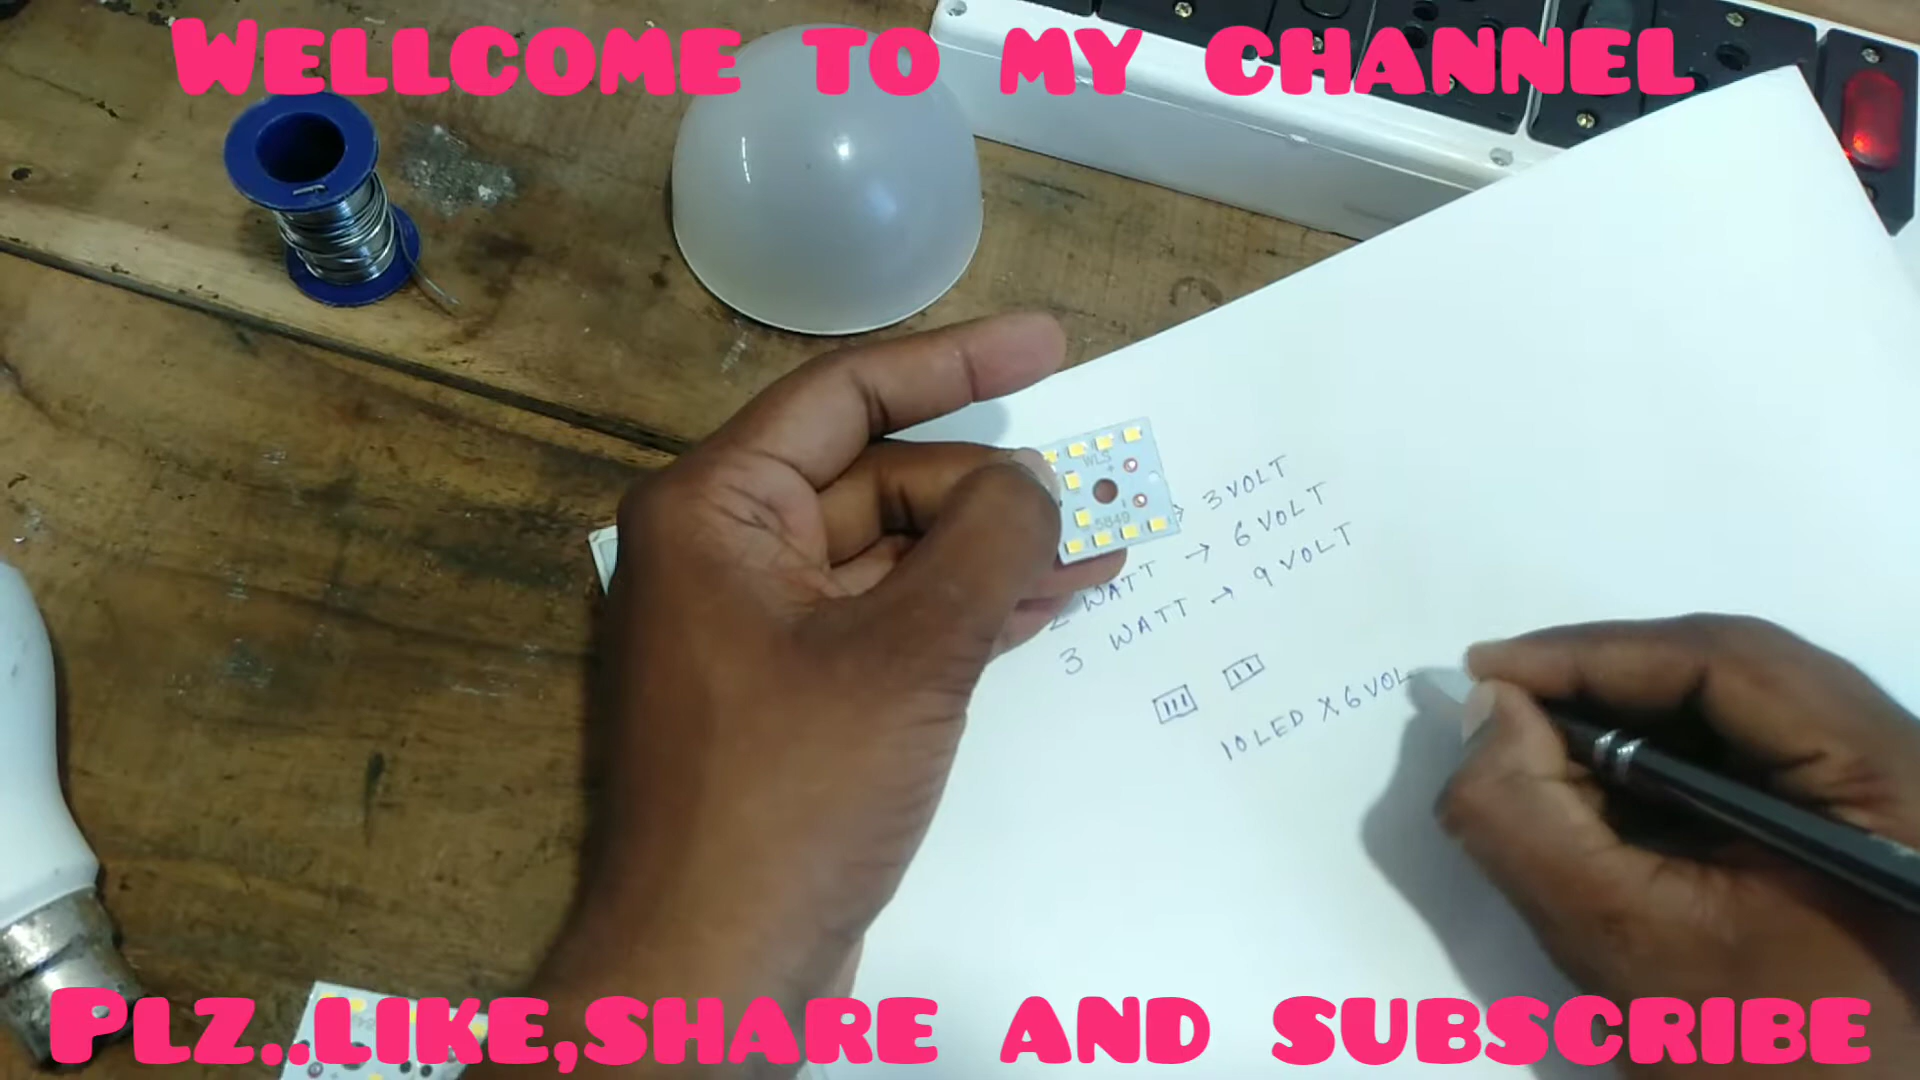 WELLCOME TO MY CHANNEL
WLS
+
5849
3 VOLT
WATT → 6 VOLT
3 WATT → 9 VOLT
10 LED X 6 VOL
PLZ..LIKE,SHARE AND SUBSCRIBE